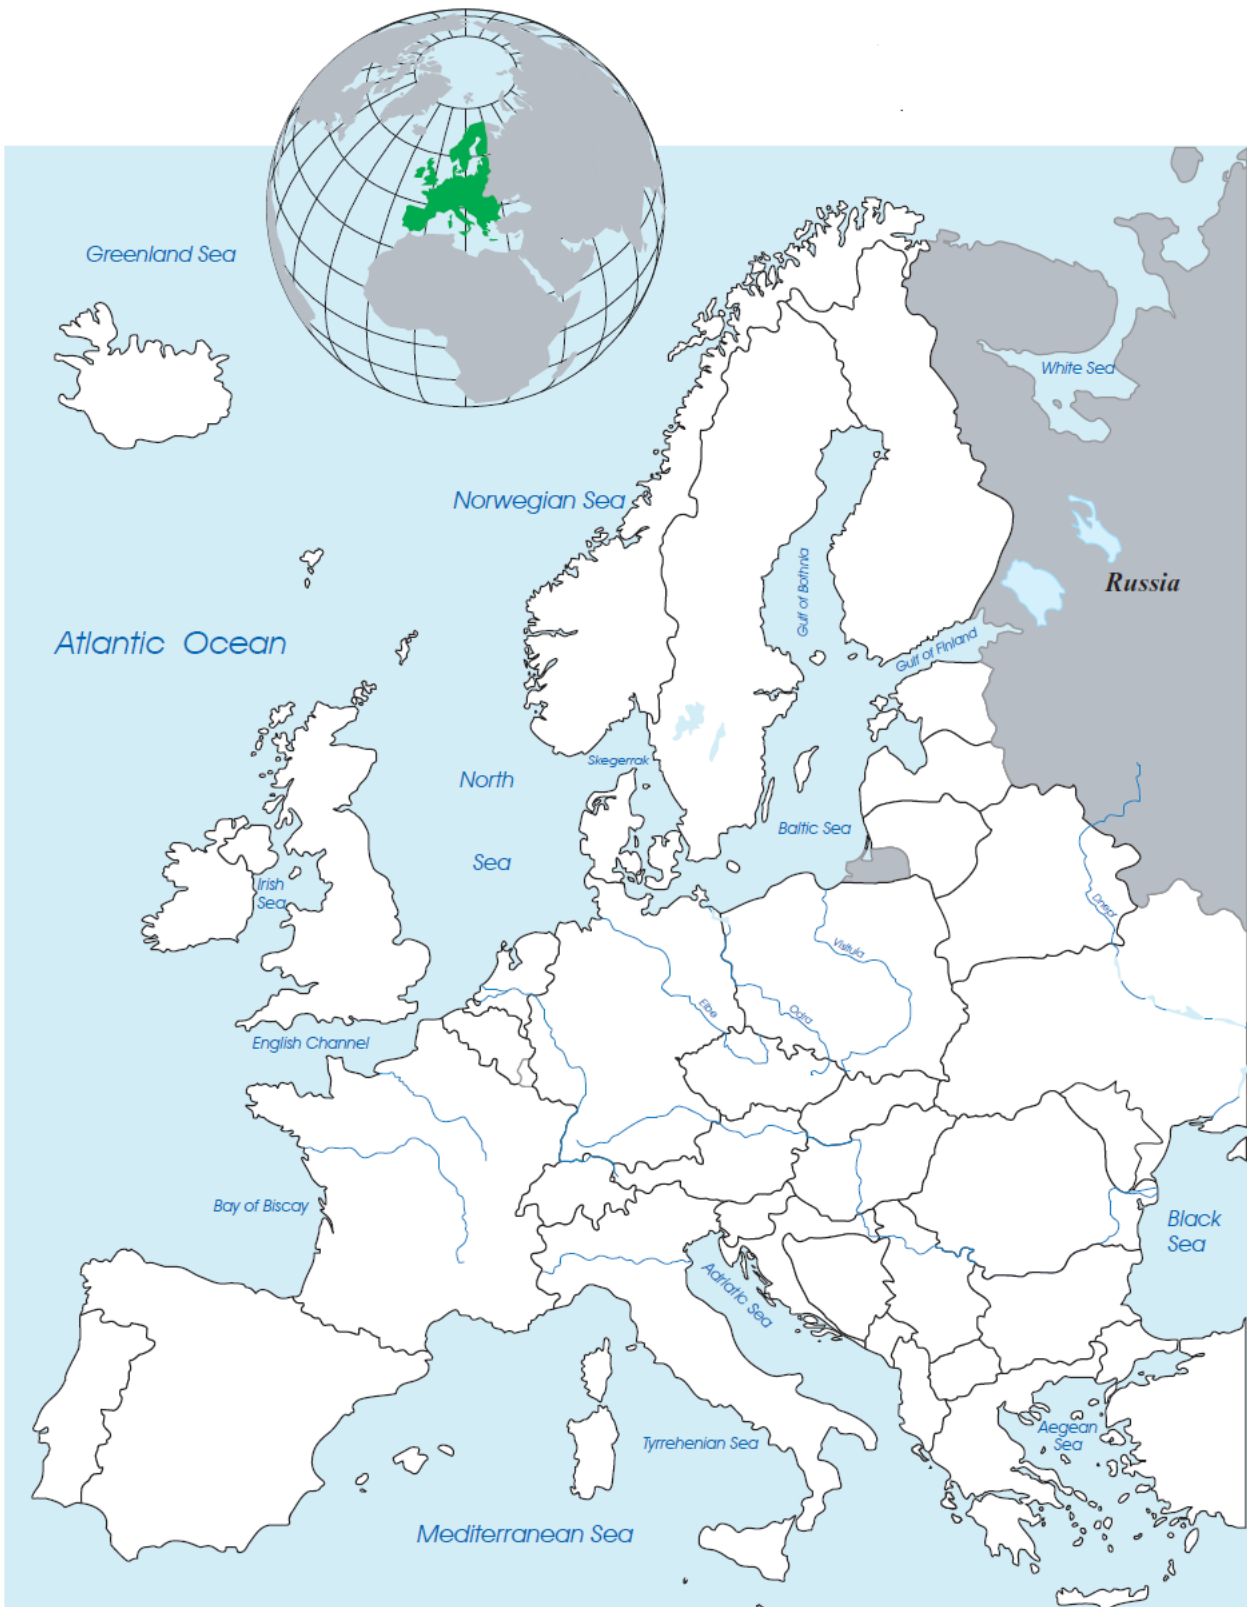 Greenland Sea
White Sea
Norwegian Sea
Gulf of Bothnia
Russia
Atlantic Ocean
Gulf of Finland
Skegerrak
North
Sea
Baltic Sea
Irish
Sea
Dnepr
Visitula
Elbe
Odra
English Channel
Bay of Biscay
Black
Sea
Adriatic Sea
Aegean
Sea
Tyrrehenian Sea
Mediterranean Sea